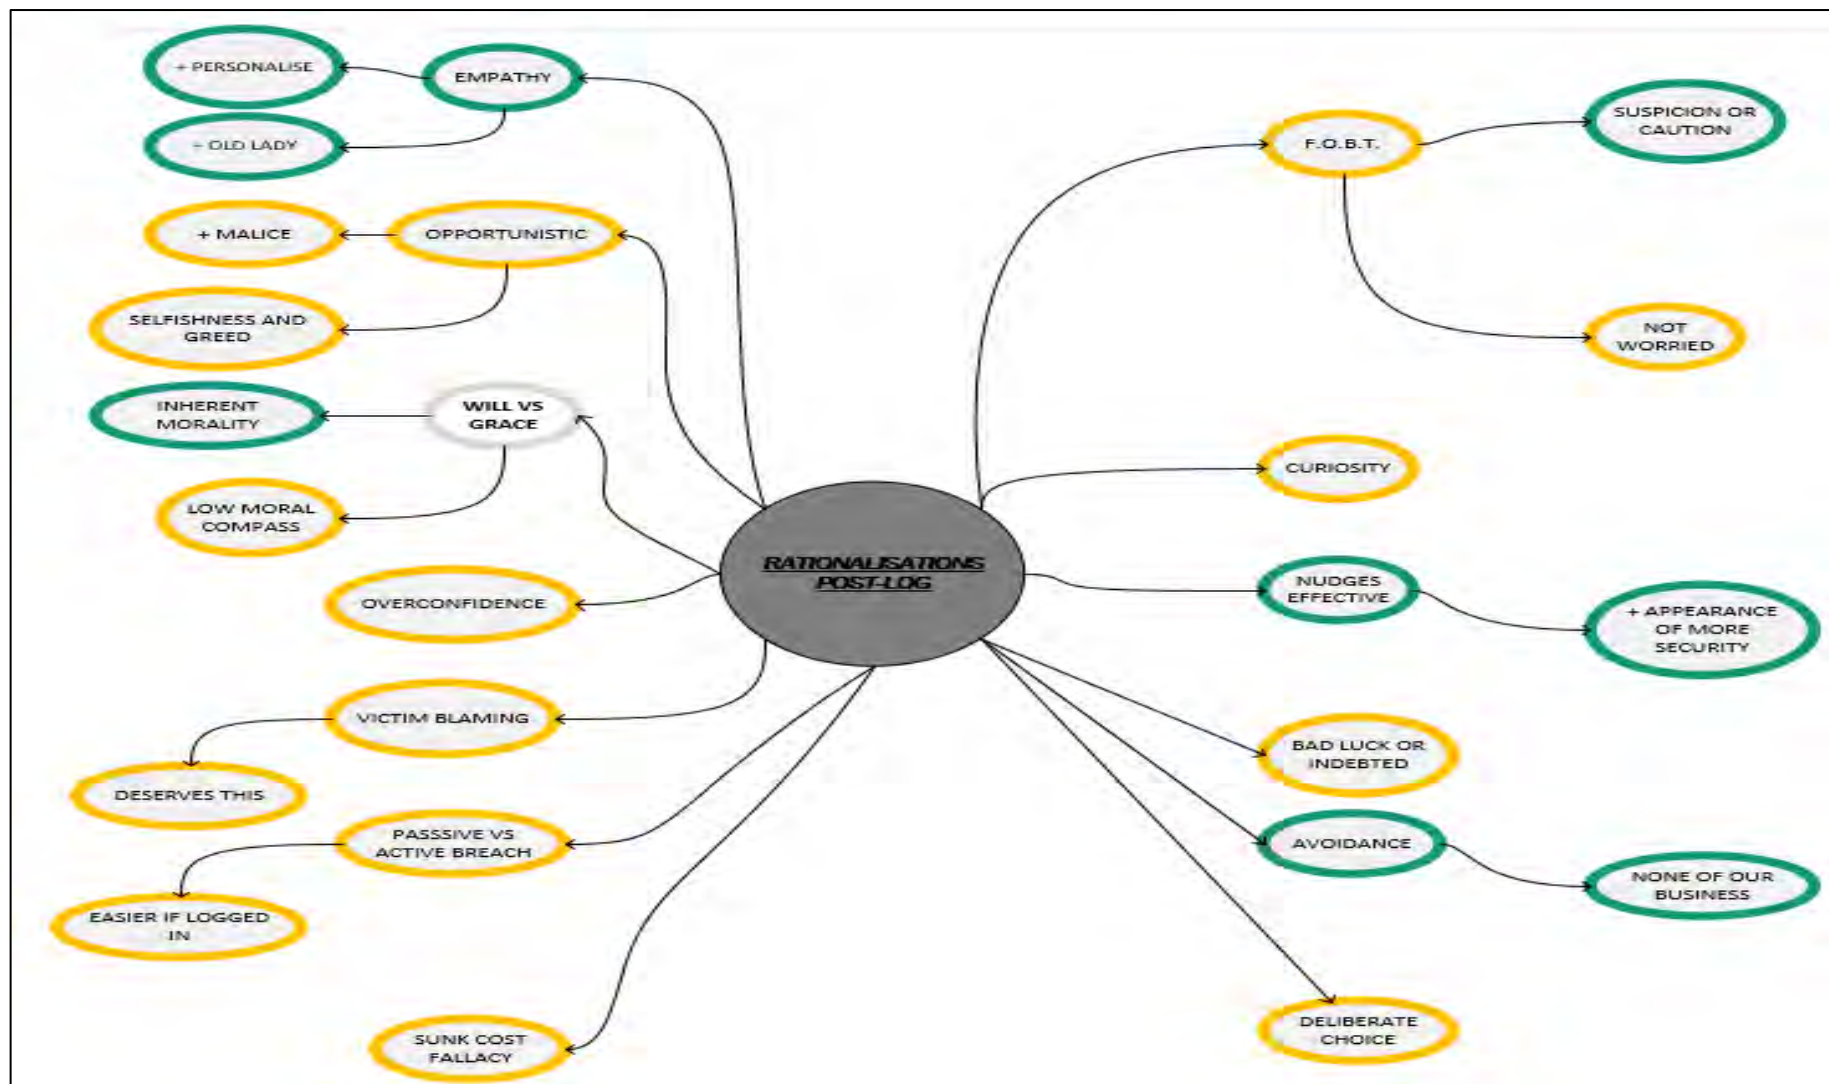 + PERSONALISE
EMPATHY
+ OLD LADY
+ MALICE
OPPORTUNISTIC
SELFISHNESS AND
GREED
INHERENT
MORALITY
WILL VS
GRACE
LOW MORAL
COMPASS
OVERCONFIDENCE
VICTIM BLAMING
DESERVES THIS
PASSSIVE VS
ACTIVE BREACH
EASIER IF LOGGED
IN
SUNK COST
FALLACY
RATIONALISATIONS
POST-LOG
F.O.B.T.
SUSPICION OR
CAUTION
NOT
WORRIED
CURIOSITY
NUDGES
EFFECTIVE
+ APPEARANCE
OF MORE
SECURITY
BAD LUCK OR
INDEBTED
AVOIDANCE
NONE OF OUR
BUSINESS
DELIBERATE
CHOICE